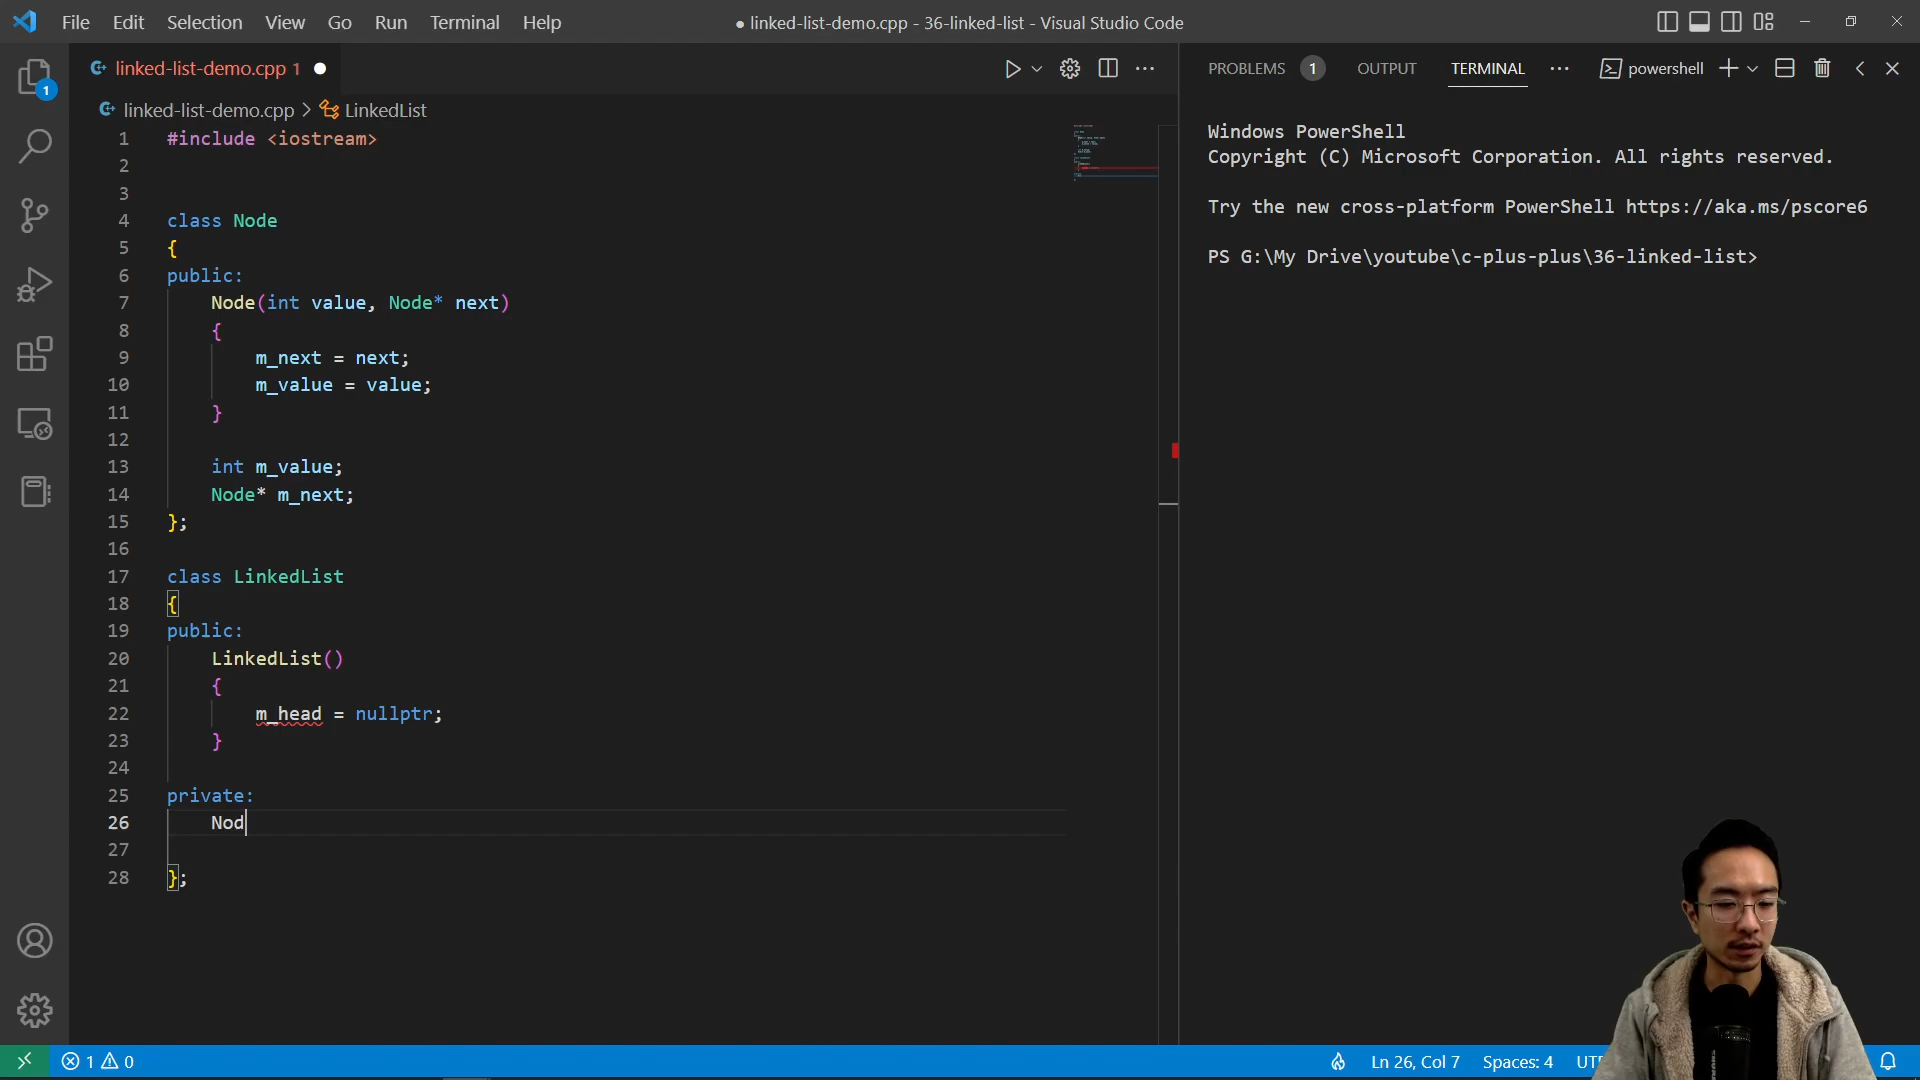 File Edit Selection View Go Run Terminal Help
● linked-list-demo.cpp - 36-linked-list - Visual Studio Code
linked-list-demo.cpp 1
linked-list-demo.cpp > LinkedList
1 #include <iostream>
2
3
4 class Node
5 {
6 public:
7 Node(int value, Node* next)
8 {
9 m_next = next;
10 m_value = value;
11 }
12
13 int m_value;
14 Node* m_next;
15 };
16
17 class LinkedList
18 {
19 public:
20 LinkedList()
21 {
22 m_head = nullptr;
23 }
24
25 private:
26 Nod
27
28 };
PROBLEMS 1 OUTPUT TERMINAL ··· powershell
Windows PowerShell
Copyright (C) Microsoft Corporation. All rights reserved.
Try the new cross-platform PowerShell https://aka.ms/pscore6
PS G:\My Drive\youtube\c-plus-plus\36-linked-list>
1
1 0
Ln 26, Col 7 Spaces: 4